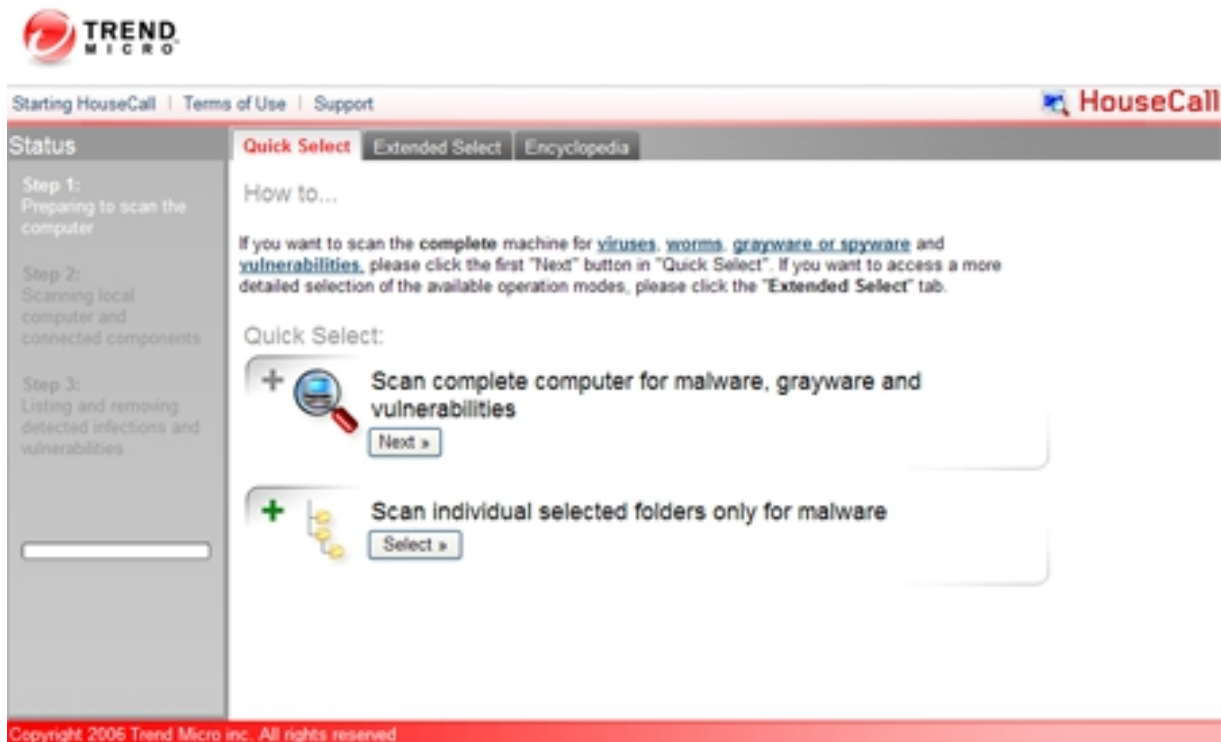 TREND
MICRO
Starting HouseCall | Terms of Use | Support
HouseCall
Status
Quick Select
Extended Select
Encyclopedia
Step 1:
Preparing to scan the
computer
Step 2:
Scanning local
computer and
connected components
Step 3:
Listing and removing
detected infections and
vulnerabilities
How to...
If you want to scan the complete machine for viruses, worms, grayware or spyware and
vulnerabilities, please click the first "Next" button in "Quick Select". If you want to access a more
detailed selection of the available operation modes, please click the "Extended Select" tab.
Quick Select:
Scan complete computer for malware, grayware and
vulnerabilities
Next »
Scan individual selected folders only for malware
Select »
Copyright 2006 Trend Micro inc. All rights reserved